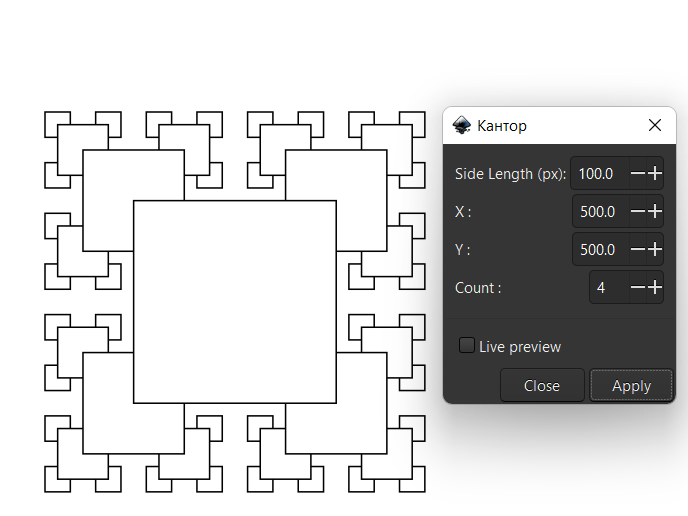 Кантор
Side Length (px): 100.0
X : 500.0
Y : 500.0
Count : 4
Live preview
Close Apply